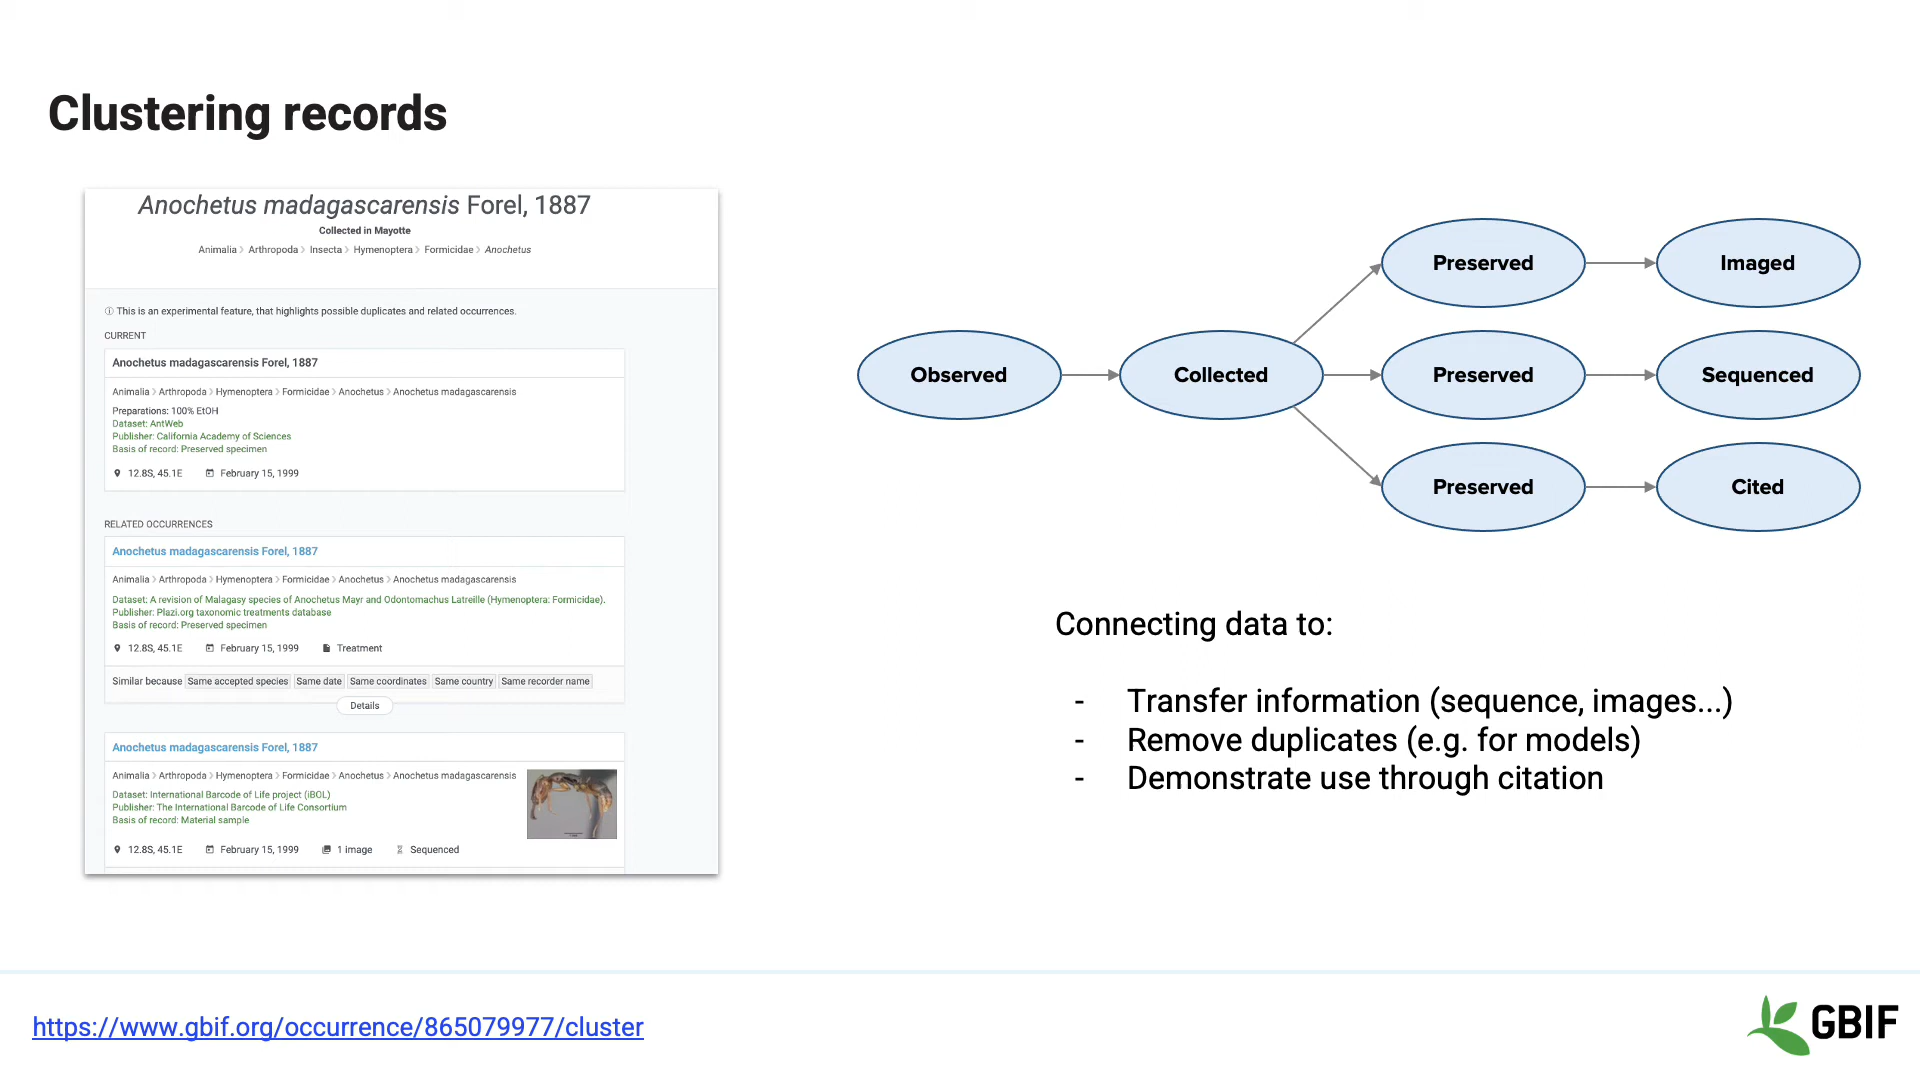 Clustering records
Anochetus madagascarensis Forel, 1887
Collected in Mayotte
Animalia > Arthropoda > Insecta > Hymenoptera > Formicidae > Anochetus
This is an experimental feature, that highlights possible duplicates and related occurrences.
CURRENT
Anochetus madagascarensis Forel, 1887
Animalia > Arthropoda > Hymenoptera > Formicidae > Anochetus > Anochetus madagascarensis
Preparations: 100% EtOH
Dataset: AntWeb
Publisher: California Academy of Sciences
Basis of record: Preserved specimen
12.8S, 45.1E February 15, 1999
RELATED OCCURRENCES
Anochetus madagascarensis Forel, 1887
Animalia > Arthropoda > Hymenoptera > Formicidae > Anochetus > Anochetus madagascarensis
Dataset: A revision of Malagasy species of Anochetus Mayr and Odontomachus Latreille (Hymenoptera: Formicidae).
Publisher: Plazi.org taxonomic treatments database
Basis of record: Preserved specimen
12.8S, 45.1E February 15, 1999 Treatment
Similar because Same accepted species Same date Same coordinates Same country Same recorder name
Details
Anochetus madagascarensis Forel, 1887
Animalia > Arthropoda > Hymenoptera > Formicidae > Anochetus > Anochetus madagascarensis
Dataset: International Barcode of Life project (iBOL)
Publisher: The International Barcode of Life Consortium
Basis of record: Material sample
12.8S, 45.1E February 15, 1999 1 image Sequenced
Preserved Imaged
Observed Collected Preserved Sequenced
Preserved Cited
Connecting data to:
- Transfer information (sequence, images...)
- Remove duplicates (e.g. for models)
- Demonstrate use through citation
https://www.gbif.org/occurrence/865079977/cluster
GBIF